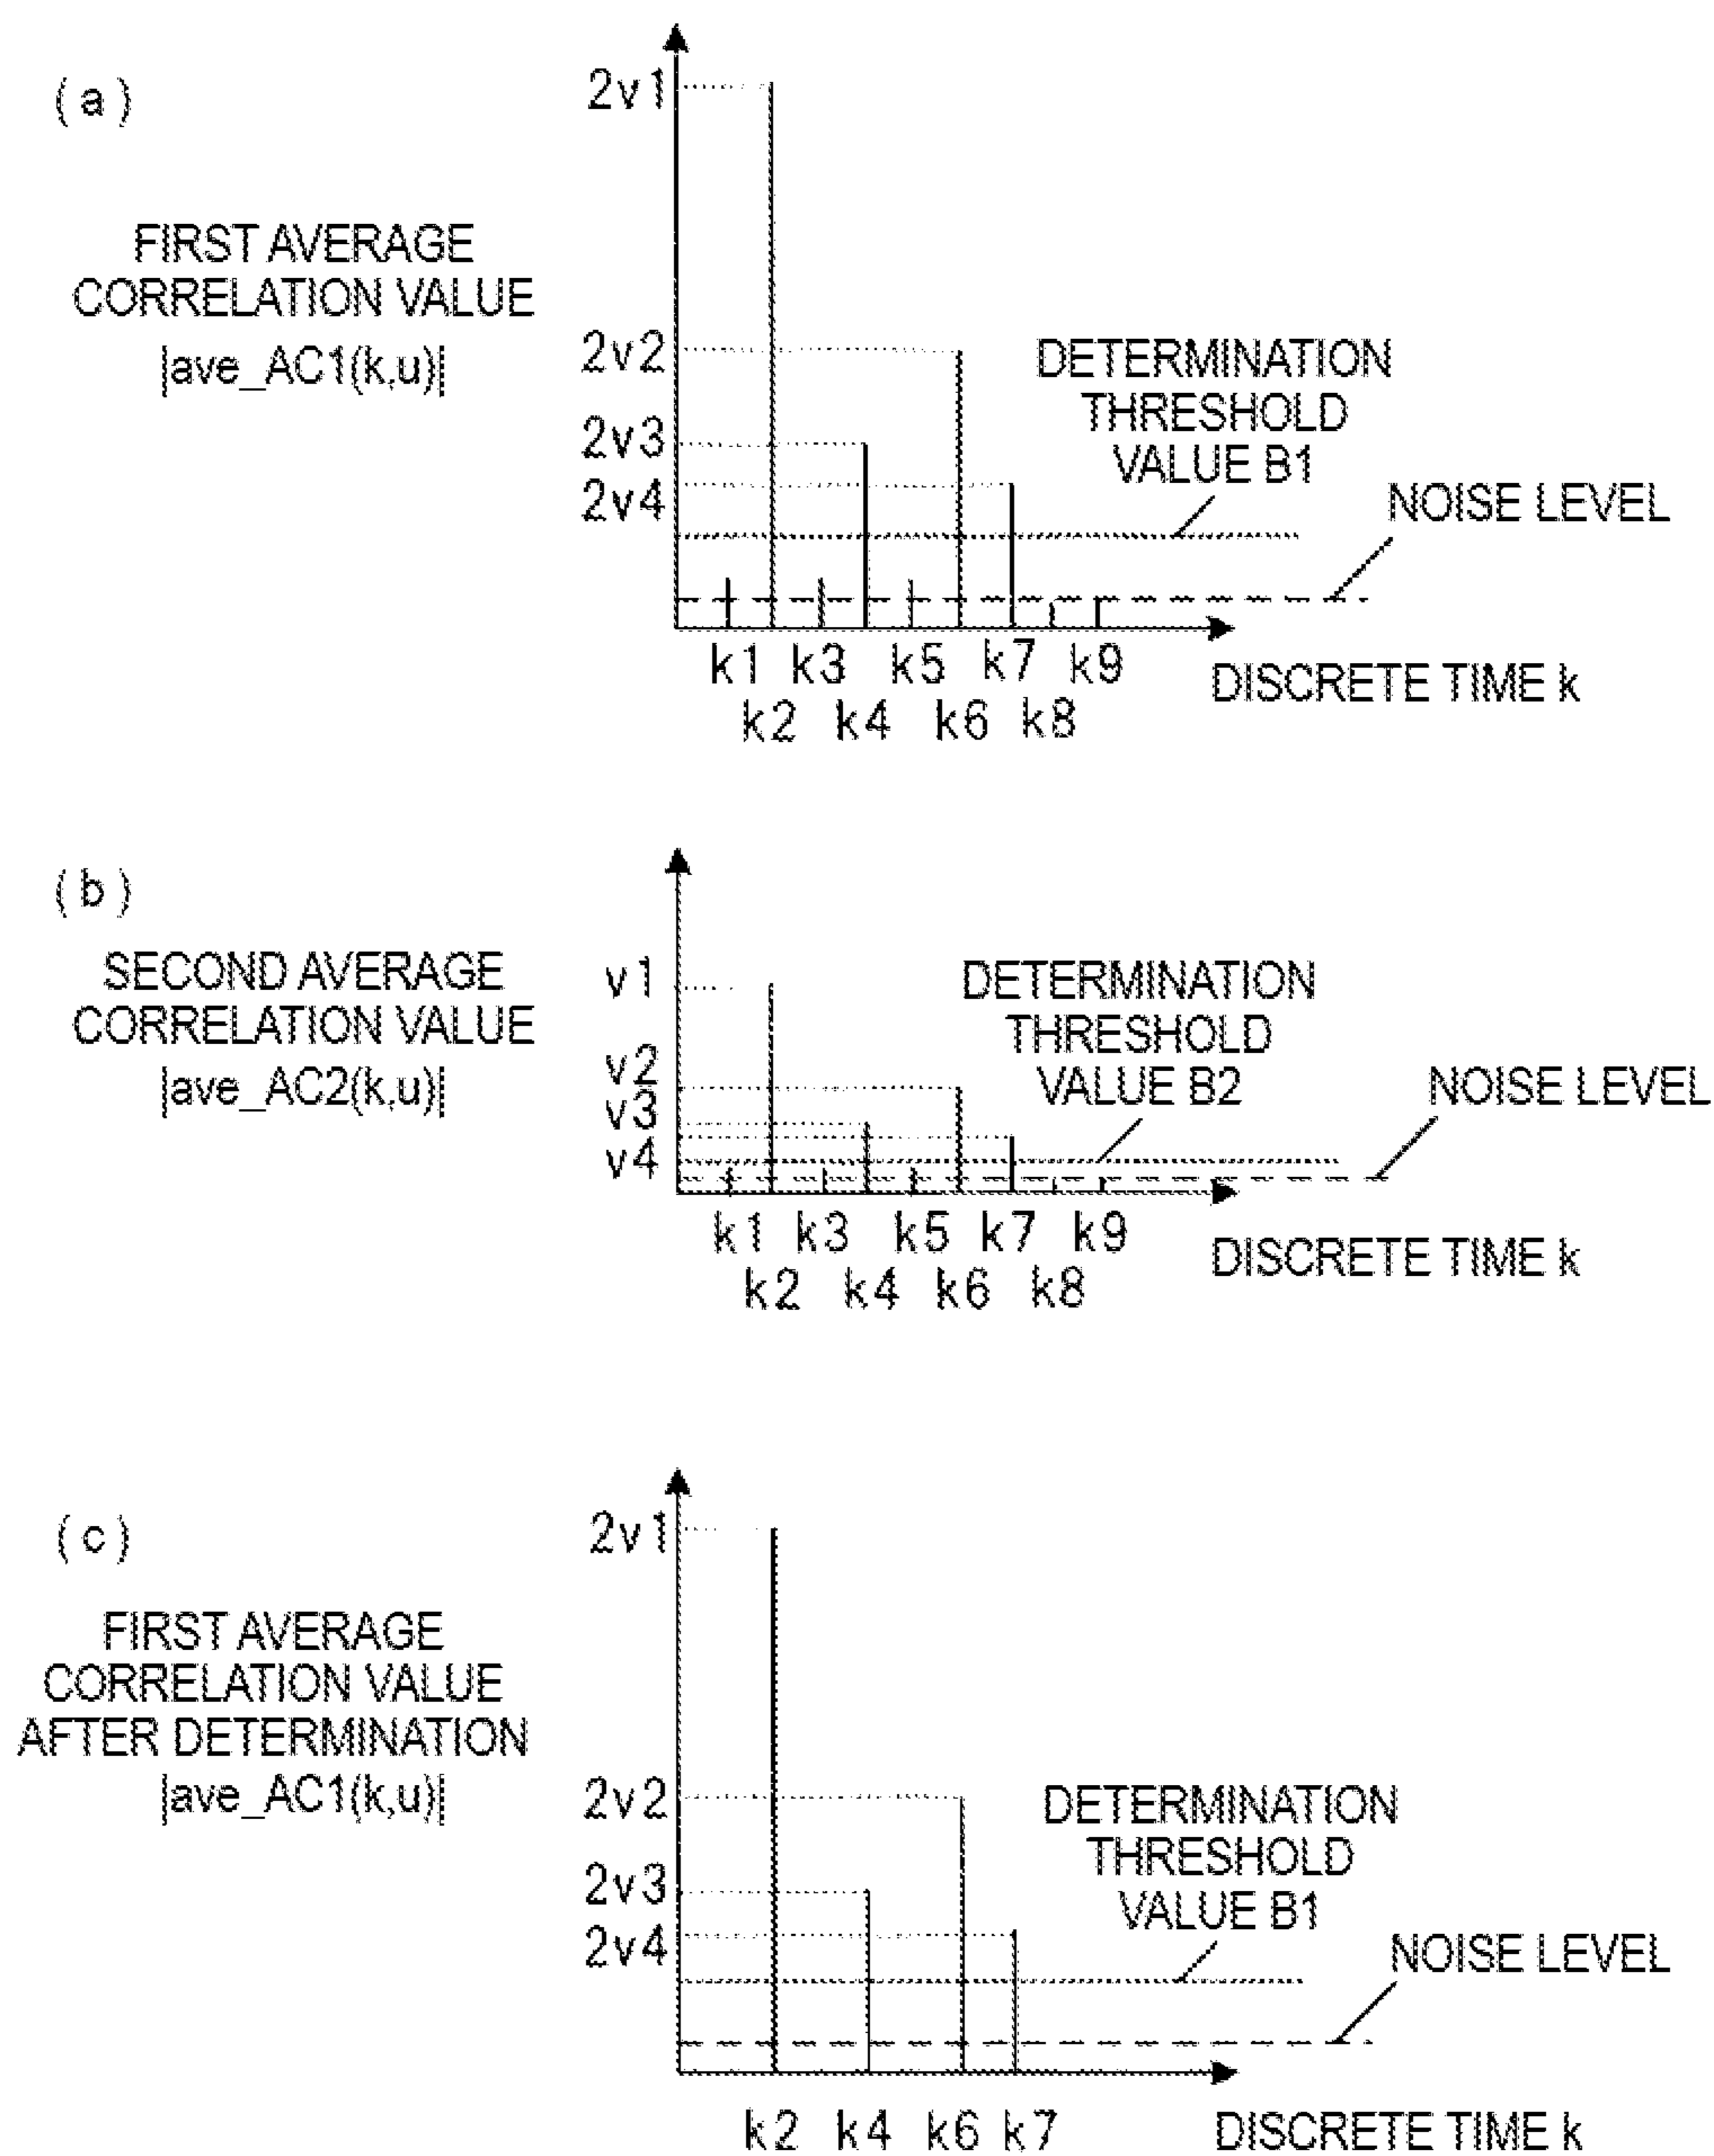 (a)
FIRST AVERAGE
CORRELATION VALUE
|ave_AC1(k,u)|
2v1
2v2
2v3
2v4
DETERMINATION
THRESHOLD
VALUE B1
NOISE LEVEL
k1 k3 k5 k7 k9
k2 k4 k6 k8
DISCRETE TIME k
(b)
SECOND AVERAGE
CORRELATION VALUE
|ave_AC2(k,u)|
v1
v2
v3
v4
DETERMINATION
THRESHOLD
VALUE B2
NOISE LEVEL
k1 k3 k5 k7 k9
k2 k4 k6 k8
DISCRETE TIME k
(c)
FIRST AVERAGE
CORRELATION VALUE
AFTER DETERMINATION
|ave_AC1(k,u)|
2v1
2v2
2v3
2v4
DETERMINATION
THRESHOLD
VALUE B1
NOISE LEVEL
k2 k4 k6 k7
DISCRETE TIME k